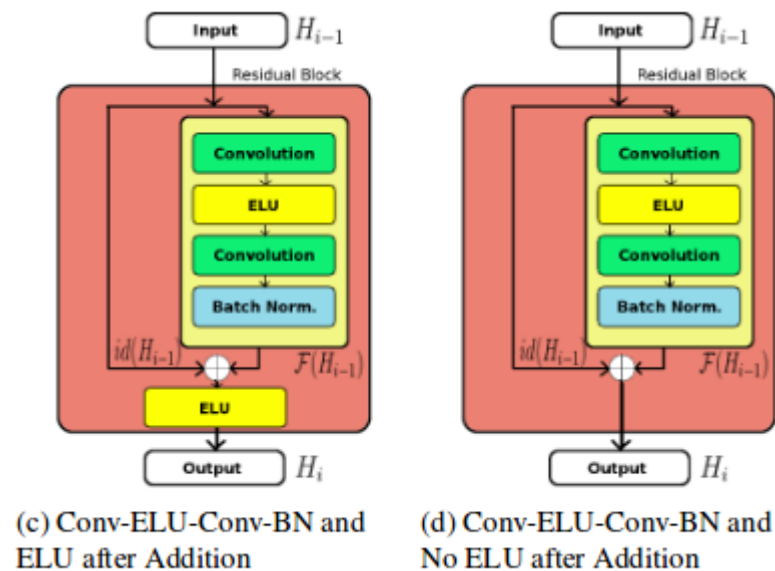 Input H_{i-1}
Residual Block
Convolution
ELU
Convolution
Batch Norm.
id(H_{i-1})
F(H_{i-1})
ELU
Output H_i
(c) Conv-ELU-Conv-BN and
ELU after Addition
Input H_{i-1}
Residual Block
Convolution
ELU
Convolution
Batch Norm.
id(H_{i-1})
F(H_{i-1})
Output H_i
(d) Conv-ELU-Conv-BN and
No ELU after Addition